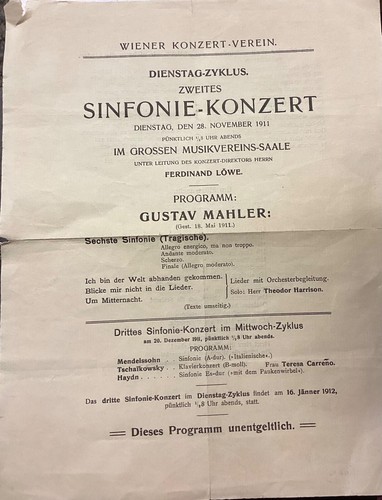 WIENER KONZERT-VEREIN.
DIENSTAG-ZYKLUS.
ZWEITES
SINFONIE-KONZERT
DIENSTAG, DEN 28. NOVEMBER 1911
PÜNKTLICH ½8 UHR ABENDS
IM GROSSEN MUSIKVEREINS-SAALE
UNTER LEITUNG DES KONZERT-DIREKTORS HERRN
FERDINAND LÖWE.
PROGRAMM:
GUSTAV MAHLER:
(Gest. 18. Mai 1911.)
Sechste Sinfonie (Tragische).
Allegro energico, ma non troppo.
Andante moderato.
Scherzo.
Finale (Allegro moderato).
Ich bin der Welt abhanden gekommen.
Blicke mir nicht in die Lieder.
Um Mitternacht.
Lieder mit Orchesterbegleitung.
Solo: Herr Theodor Harrison.
(Texte umseitig.)
Drittes Sinfonie-Konzert im Mittwoch-Zyklus
am 20. Dezember 1911, pünktlich ½8 Uhr abends.
PROGRAMM:
Mendelssohn . . Sinfonie (A-dur). (»Italienische«.)
Tschaikowsky . . Klavierkonzert (B-moll). Frau Teresa Carreño.
Haydn . . . . . . Sinfonie Es-dur (»mit dem Paukenwirbel«).
Das dritte Sinfonie-Konzert im Dienstag-Zyklus findet am 16. Jänner 1912,
pünktlich ½8 Uhr abends, statt.
Dieses Programm unentgeltlich.